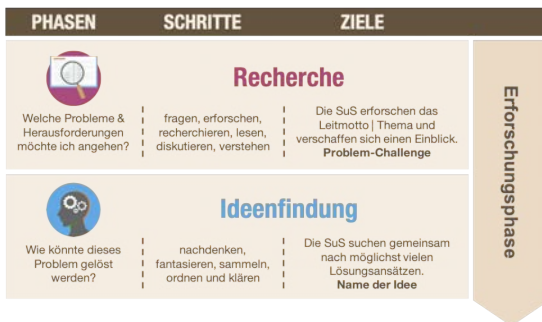 PHASEN SCHRITTE ZIELE
Recherche
Welche Probleme &
Herausforderungen
möchte ich angehen?
fragen, erforschen,
recherchieren, lesen,
diskutieren, verstehen
Die SuS erforschen das
Leitmotto | Thema und
verschaffen sich einen Einblick.
Problem-Challenge
Ideenfindung
Wie könnte dieses
Problem gelöst
werden?
nachdenken,
fantasieren, sammeln,
ordnen und klären
Die SuS suchen gemeinsam
nach möglichst vielen
Lösungsansätzen.
Name der Idee
Erforschungsphase